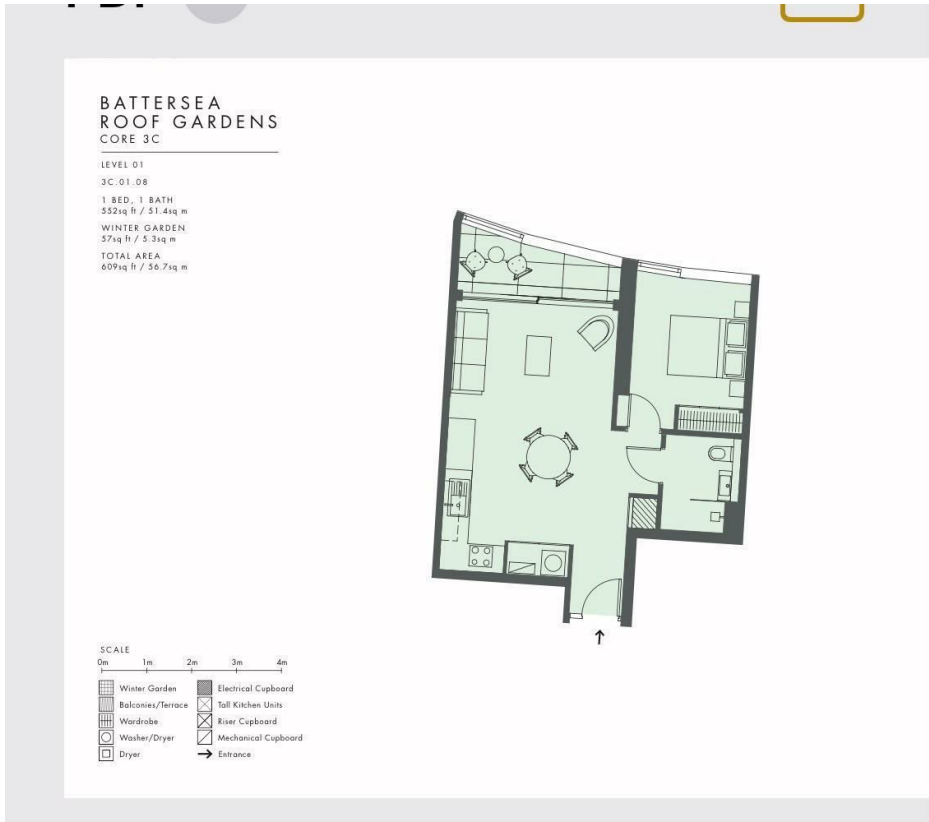 BATTERSEA
ROOF GARDENS
CORE 3C
LEVEL 01
3C.01.08
1 BED, 1 BATH
552sq ft / 51.4sq m
WINTER GARDEN
57sq ft / 5.3sq m
TOTAL AREA
609sq ft / 56.7sq m
SCALE
0m 1m 2m 3m 4m
Winter Garden
Balconies/Terrace
Wardrobe
Washer/Dryer
Dryer
Electrical Cupboard
Tall Kitchen Units
Riser Cupboard
Mechanical Cupboard
Entrance